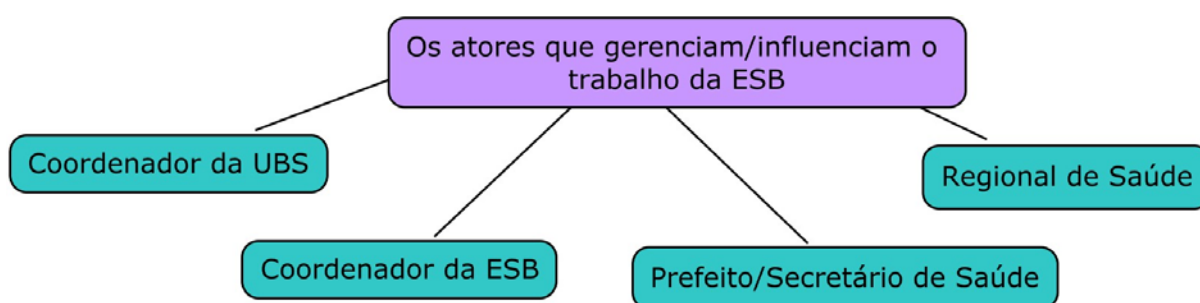 Os atores que gerenciam/influenciam o
trabalho da ESB
Coordenador da UBS
Regional de Saúde
Coordenador da ESB
Prefeito/Secretário de Saúde